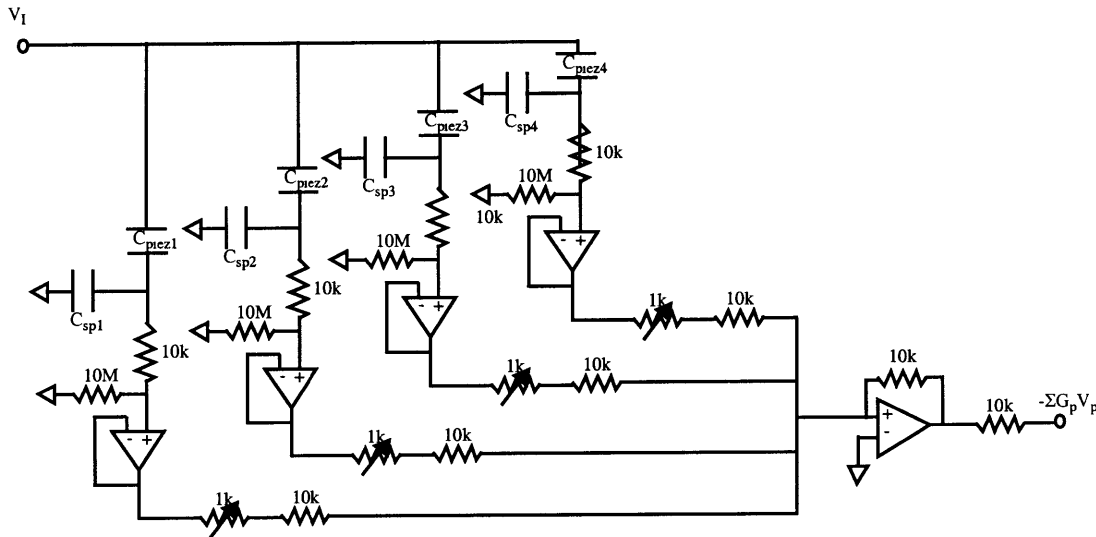 V_I
C_piez4
C_sp4
10k
C_piez3
C_sp3
10M
10k
C_piez2
C_sp2
10M
- +
C_piez1
C_sp1
10k
10M
- +
1k
10k
10k
10M
- +
1k
10k
10k
- +
1k
10k
+
-
10k
-ΣG_pV_p
1k
10k